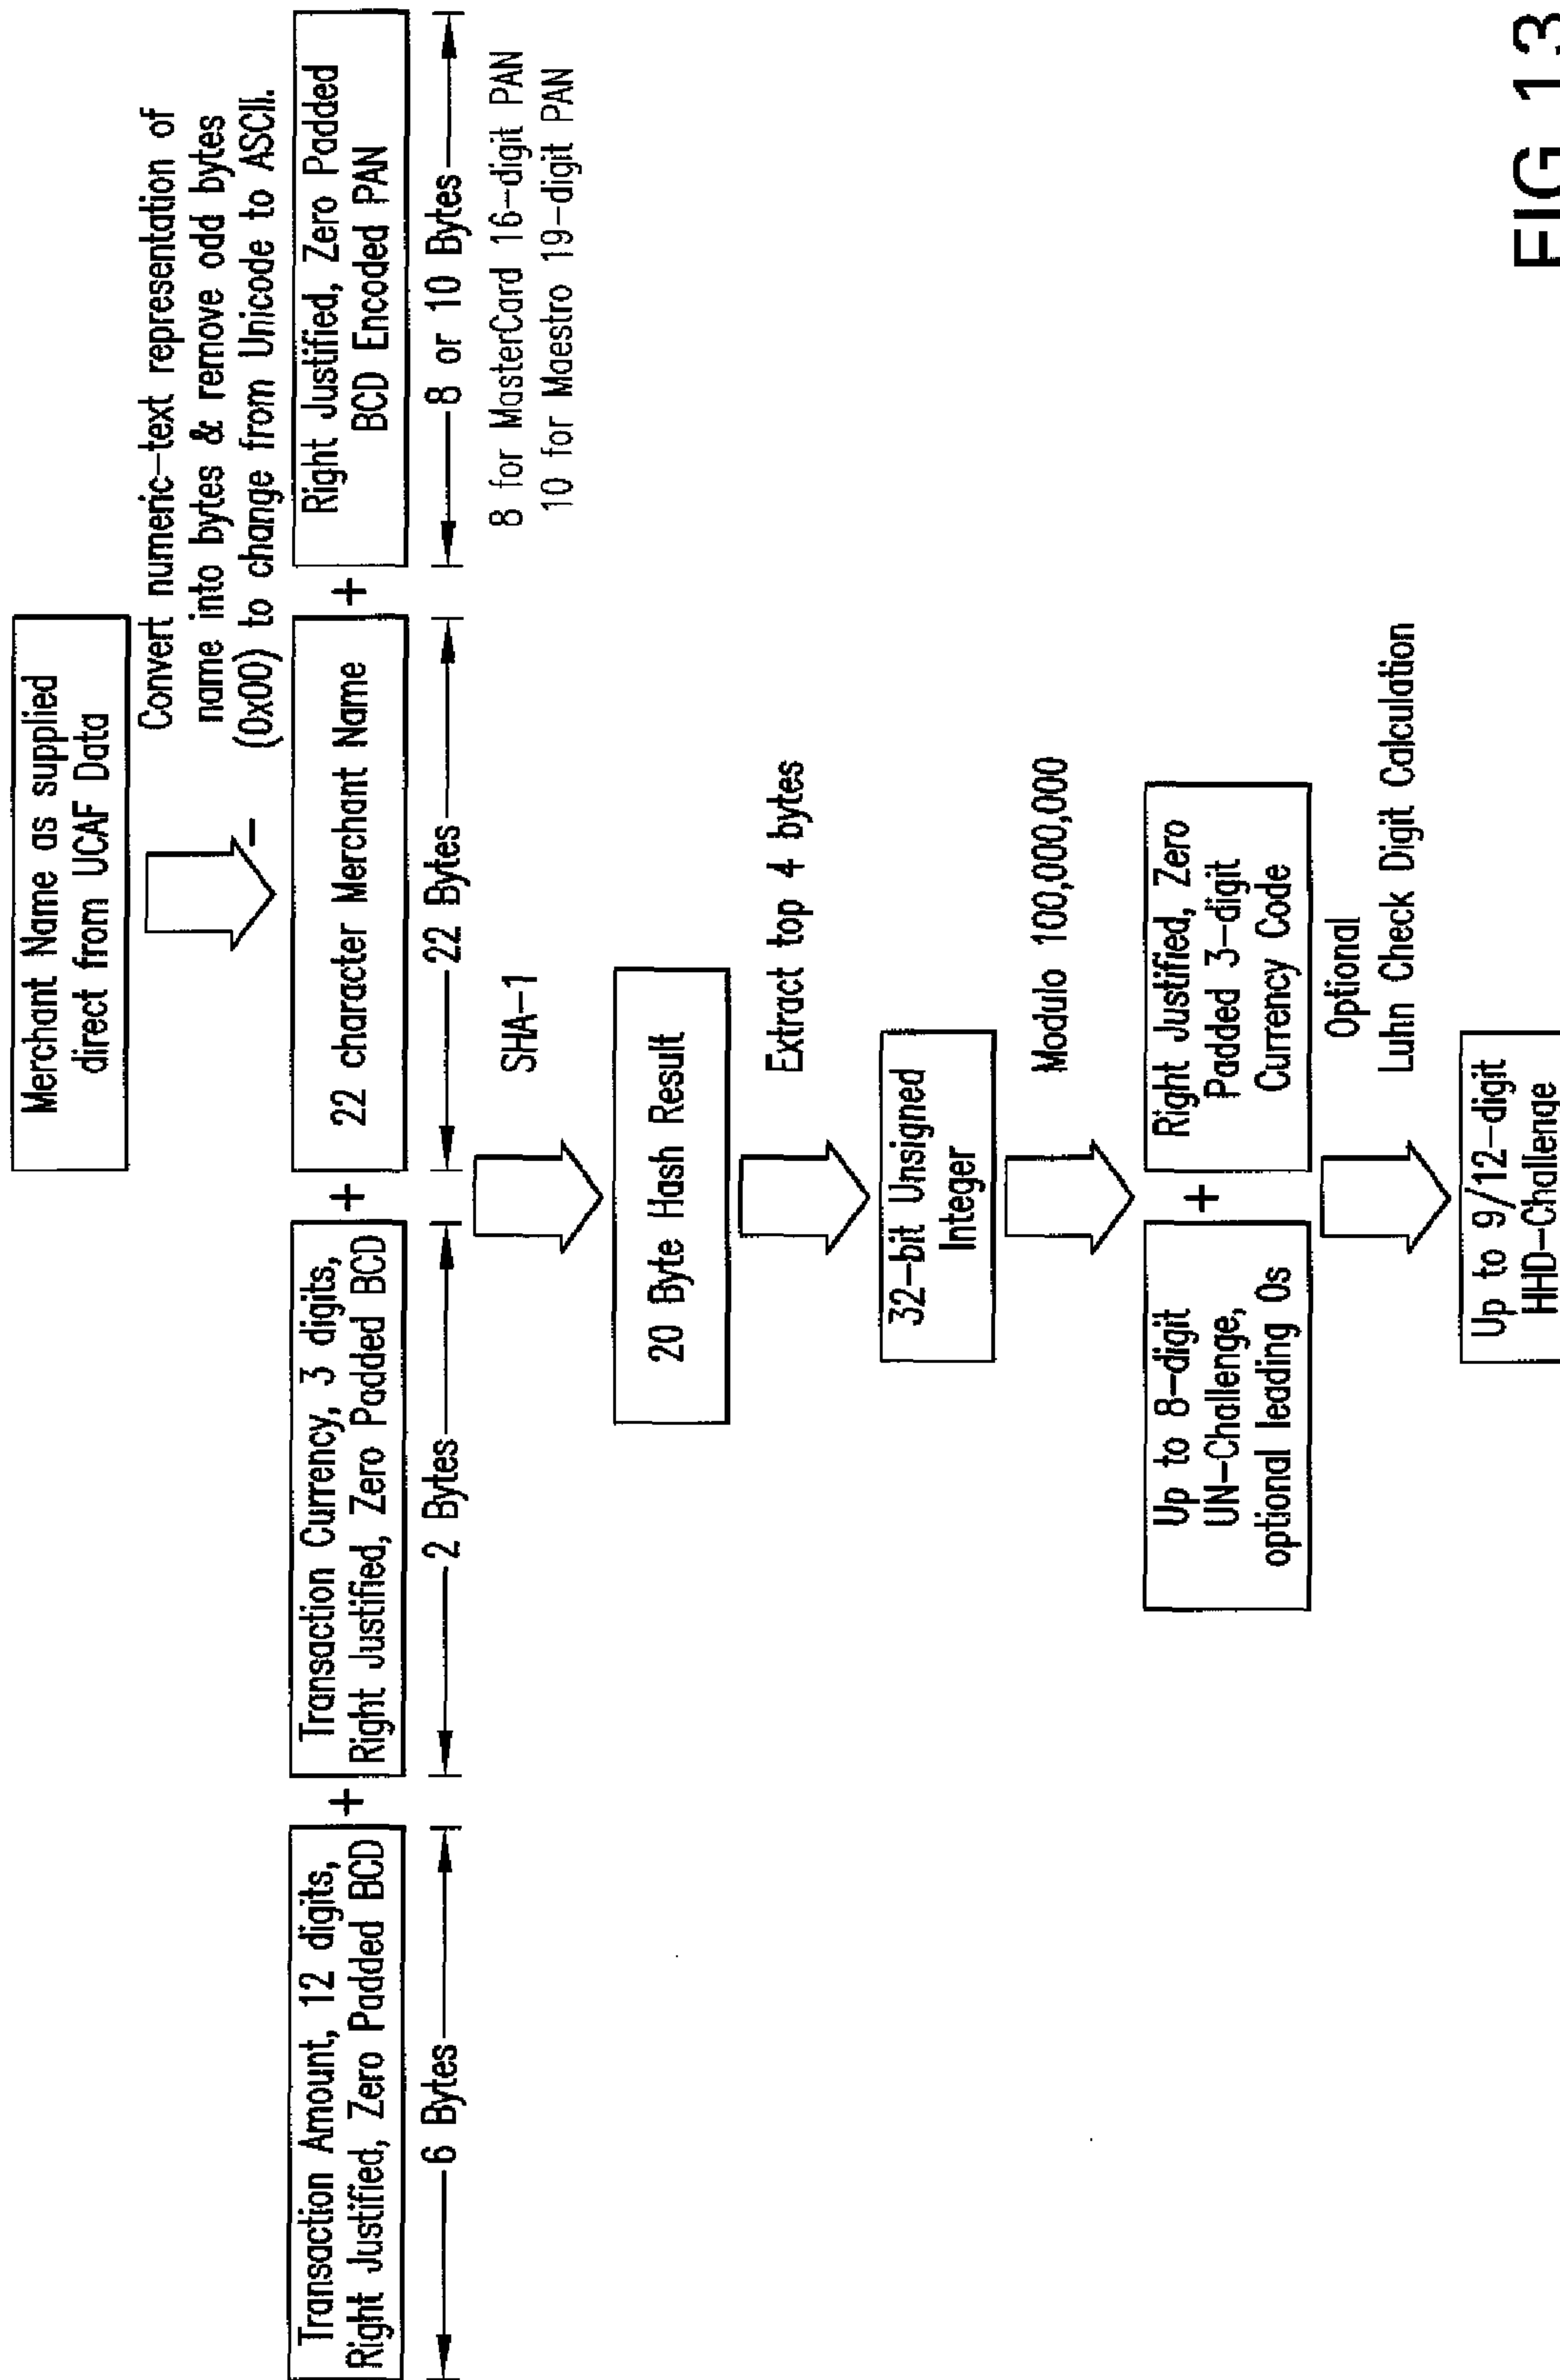 Merchant Name as supplied
direct from UCAF Data
Convert numeric-text representation of
name into bytes & remove odd bytes
(0x00) to change from Unicode to ASCII.
Transaction Amount, 12 digits,
Right Justified, Zero Padded BCD
+
Transaction Currency, 3 digits,
Right Justified, Zero Padded BCD
+
22 character Merchant Name
+
Right Justified, Zero Padded
BCD Encoded PAN
6 Bytes
2 Bytes
22 Bytes
8 or 10 Bytes
8 for MasterCard 16-digit PAN
10 for Maestro 19-digit PAN
SHA-1
20 Byte Hash Result
Extract top 4 bytes
32-bit Unsigned
Integer
Modulo 100,000,000
Up to 8-digit
UN-Challenge,
optional leading 0s
+
Right Justified, Zero
Padded 3-digit
Currency Code
Optional
Luhn Check Digit Calculation
Up to 9/12-digit
HHD-Challenge
FIG.13